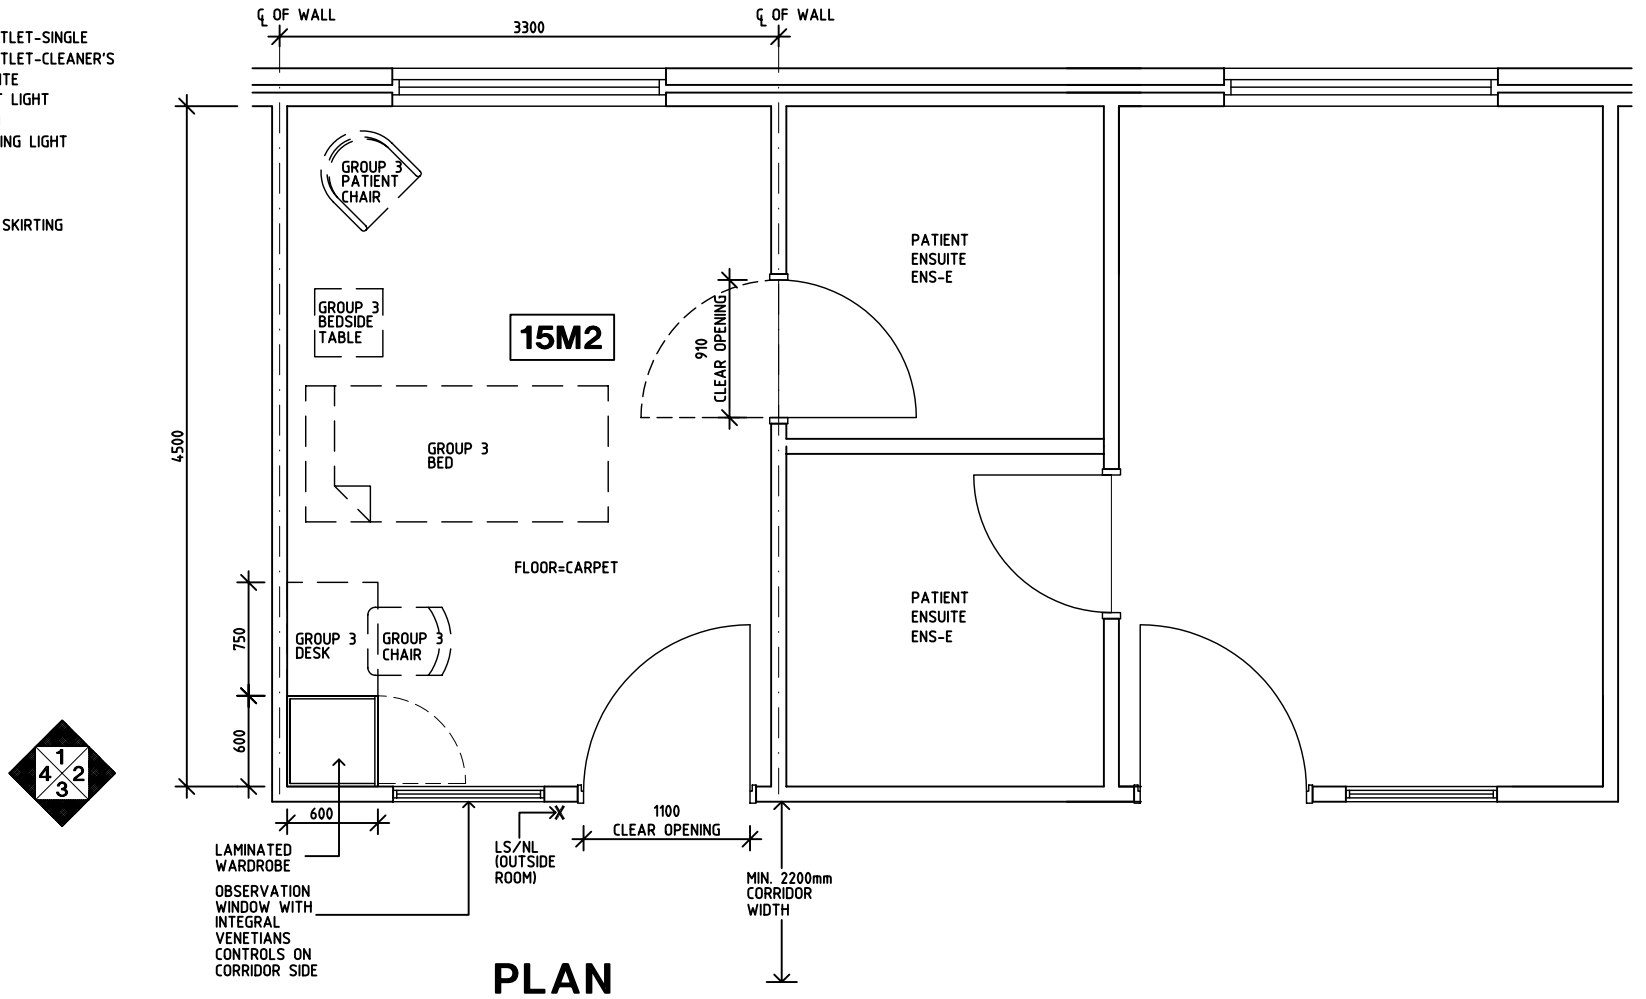 TLET-SINGLE
TLET-CLEANER'S
TE
T LIGHT
ING LIGHT
SKIRTING
℄ OF WALL
℄ OF WALL
3300
4500
GROUP 3
PATIENT
CHAIR
GROUP 3
BEDSIDE
TABLE
15M2
910
CLEAR OPENING
PATIENT
ENSUITE
ENS-E
GROUP 3
BED
FLOOR=CARPET
750
GROUP 3
DESK
GROUP 3
CHAIR
PATIENT
ENSUITE
ENS-E
600
1
4 2
3
600
LAMINATED
WARDROBE
OBSERVATION
WINDOW WITH
INTEGRAL
VENETIANS
CONTROLS ON
CORRIDOR SIDE
LS/NL
(OUTSIDE
ROOM)
1100
CLEAR OPENING
MIN. 2200mm
CORRIDOR
WIDTH
PLAN